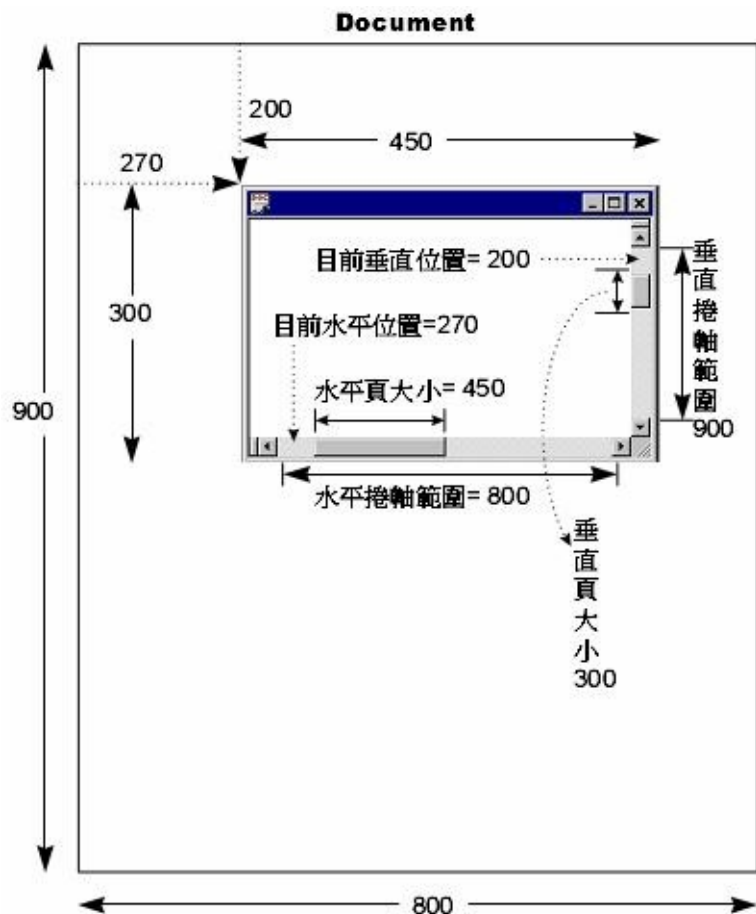 Document
200
450
270
300
900
目前垂直位置= 200
目前水平位置=270
水平頁大小= 450
水平捲軸範圍= 800
垂直捲軸範圍
900
垂直頁大小
300
800